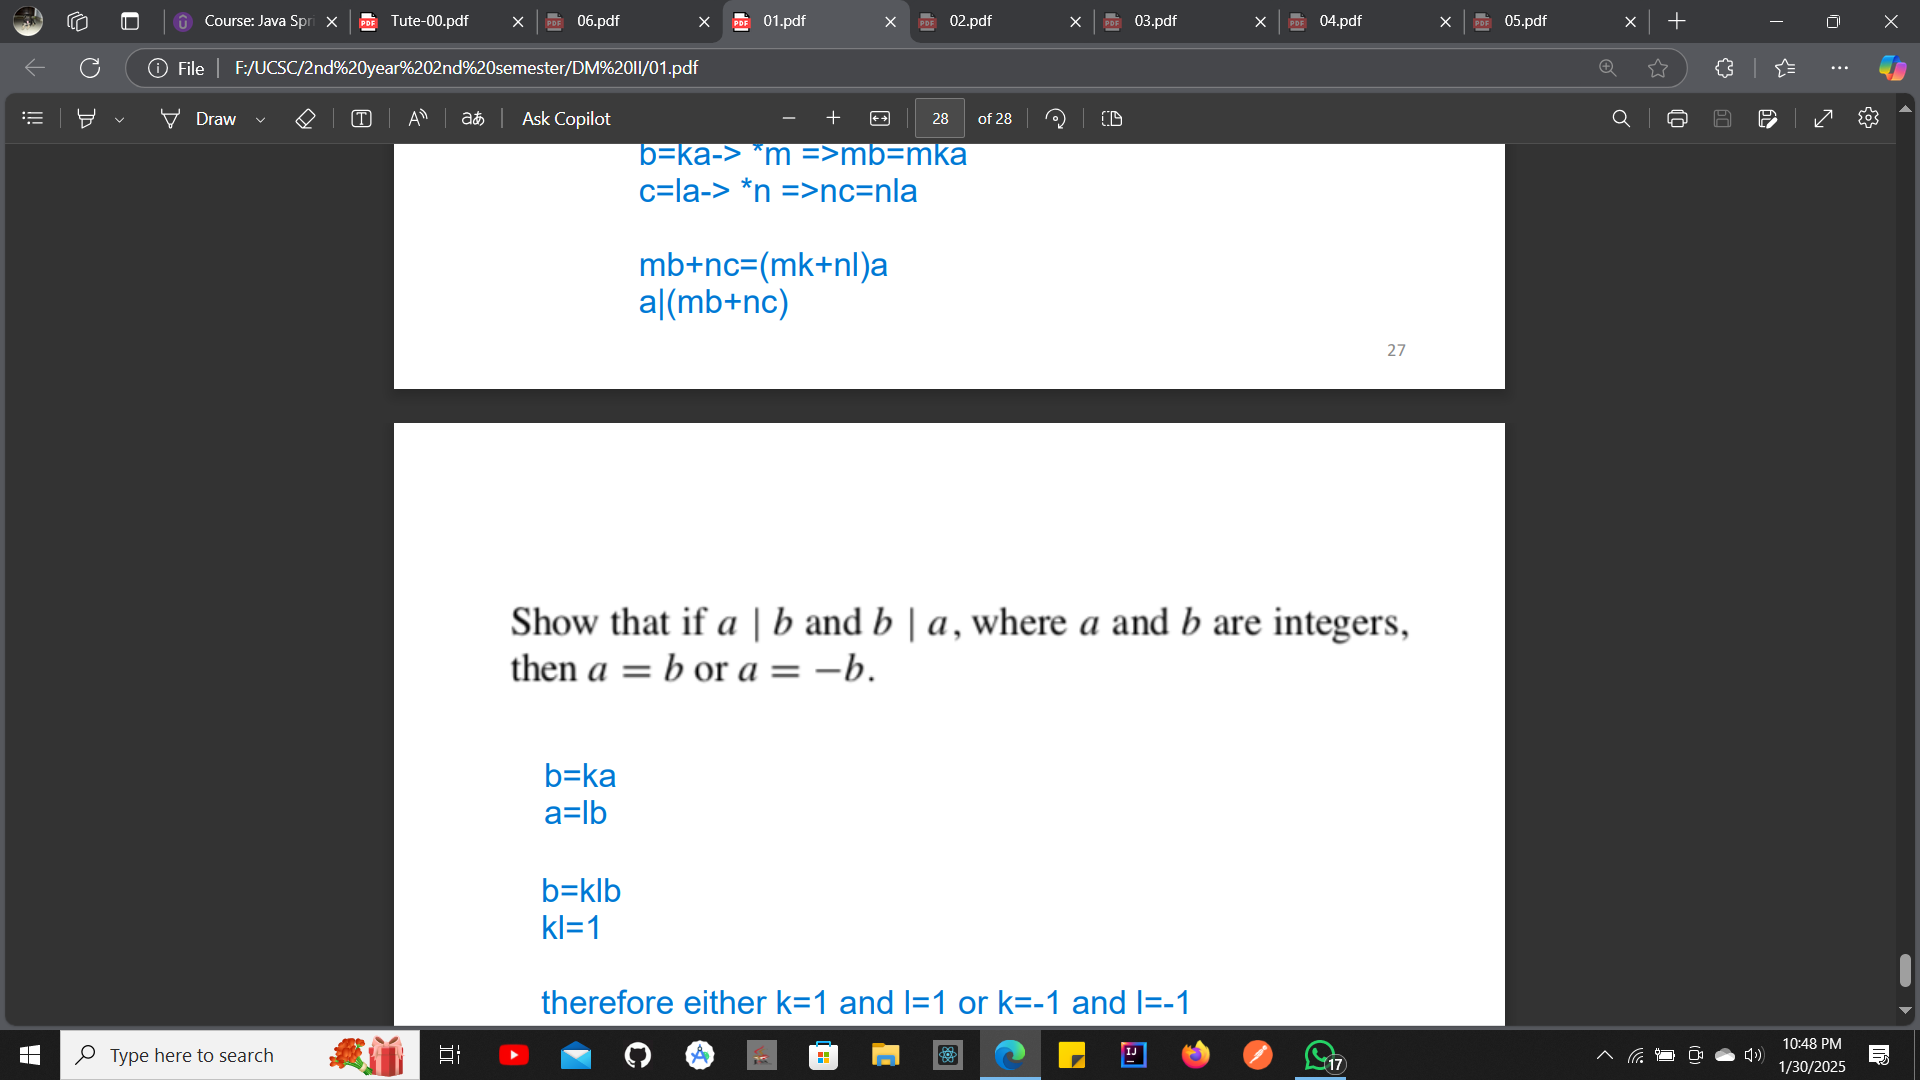 Course: Java Spri
Tute-00.pdf
06.pdf
01.pdf
02.pdf
03.pdf
04.pdf
05.pdf
File
F:/UCSC/2nd%20year%202nd%20semester/DM%20II/01.pdf
Draw
Ask Copilot
28
of 28
b=ka-> *m =>mb=mka
c=la-> *n =>nc=nla
mb+nc=(mk+nl)a
a|(mb+nc)
27
Show that if a | b and b | a, where a and b are integers,
then a = b or a = −b.
b=ka
a=lb
b=klb
kl=1
therefore either k=1 and l=1 or k=-1 and l=-1
Type here to search
17
10:48 PM
1/30/2025